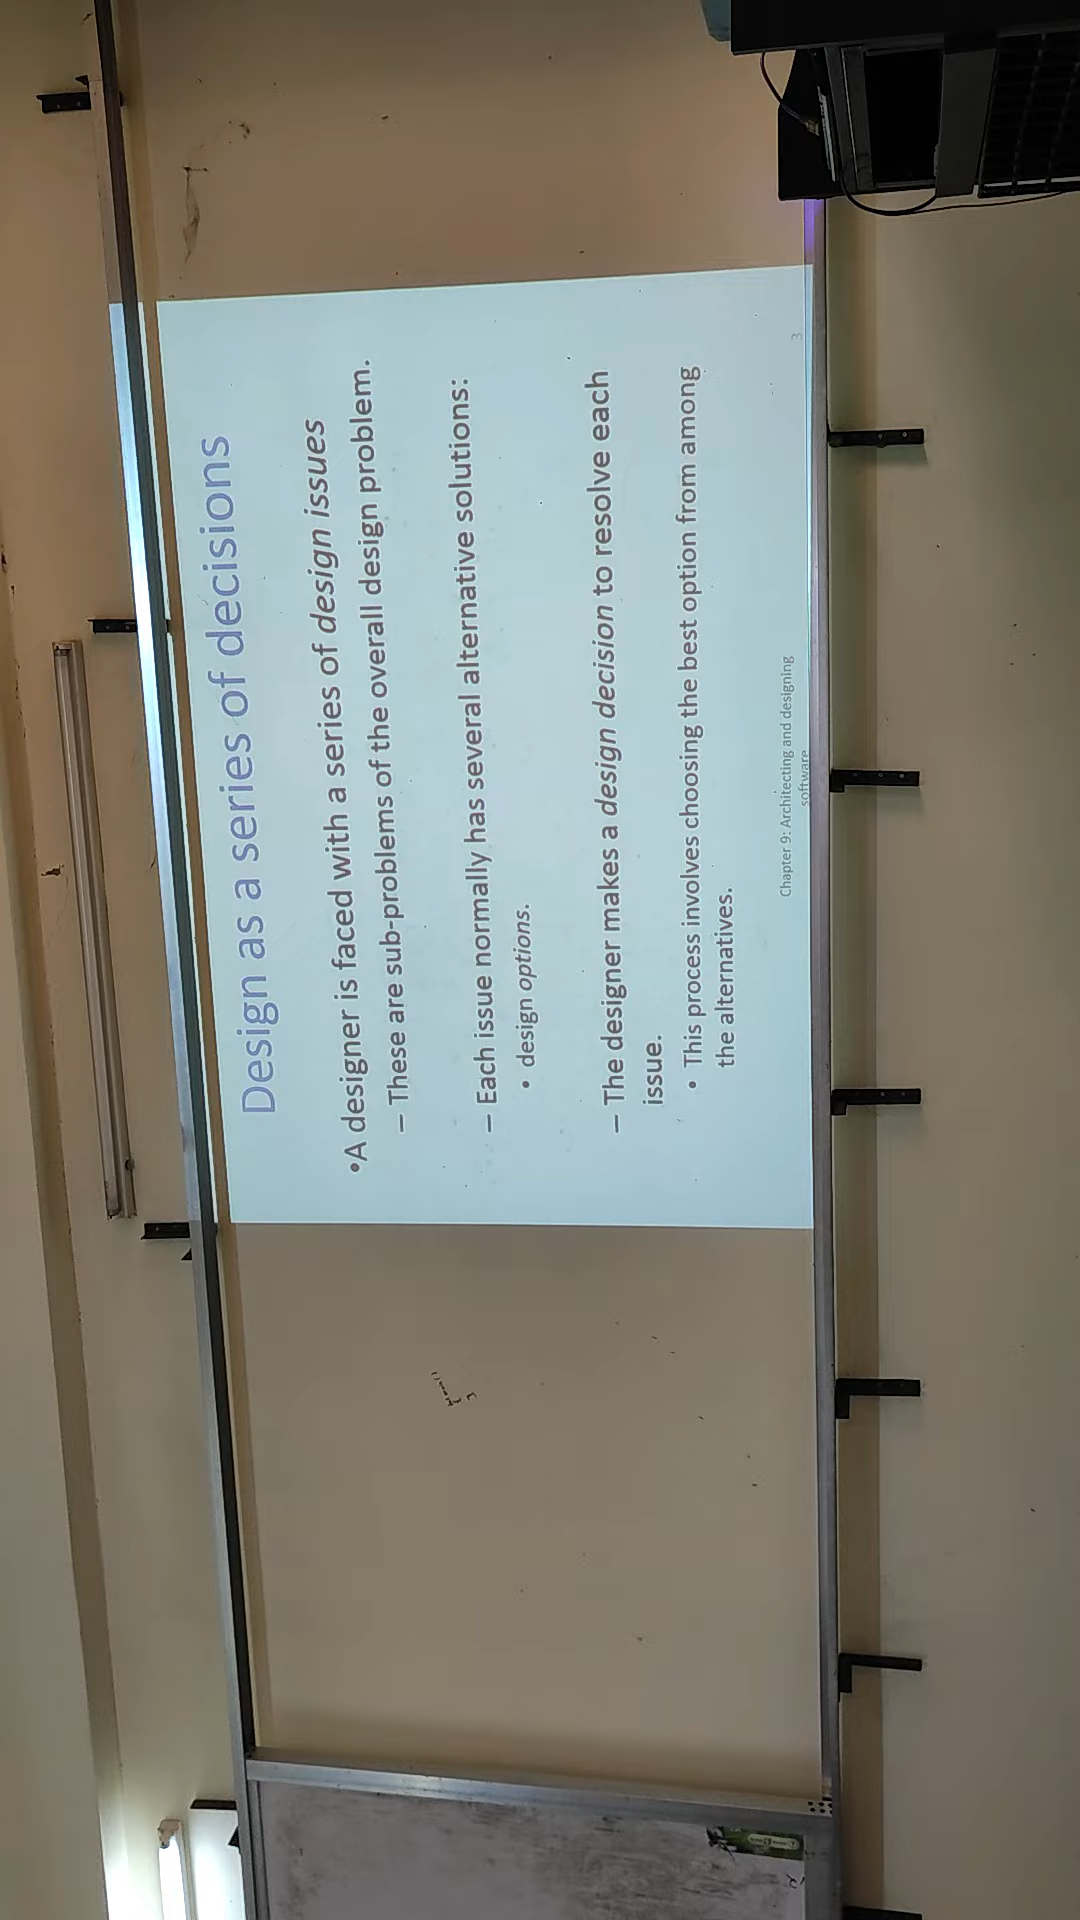 Design as a series of decisions
•A designer is faced with a series of design issues
– These are sub-problems of the overall design problem.
– Each issue normally has several alternative solutions:
• design options.
– The designer makes a design decision to resolve each
issue.
• This process involves choosing the best option from among
the alternatives.
Chapter 9: Architecting and designing
software
3